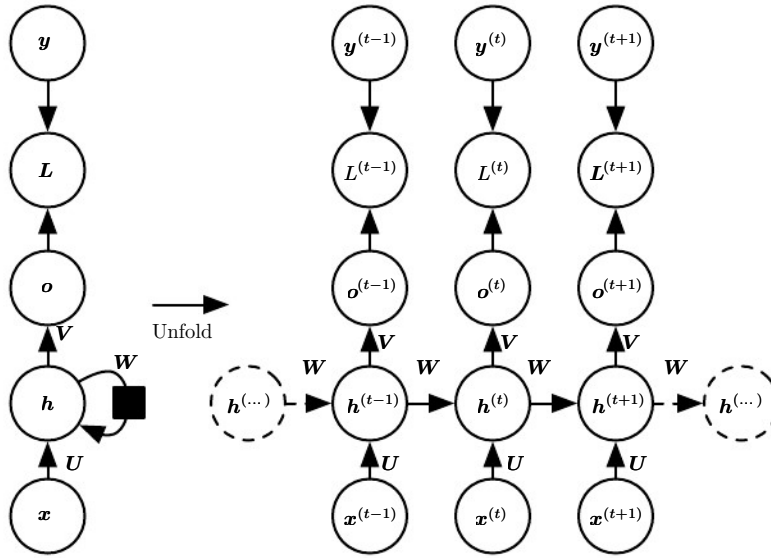 y y^(t−1) y^(t) y^(t+1)
L L^(t−1) L^(t) L^(t+1)
o o^(t−1) o^(t) o^(t+1)
Unfold
V V V V
W W W W W
h h^(...) h^(t−1) h^(t) h^(t+1) h^(...)
U U U U
x x^(t−1) x^(t) x^(t+1)